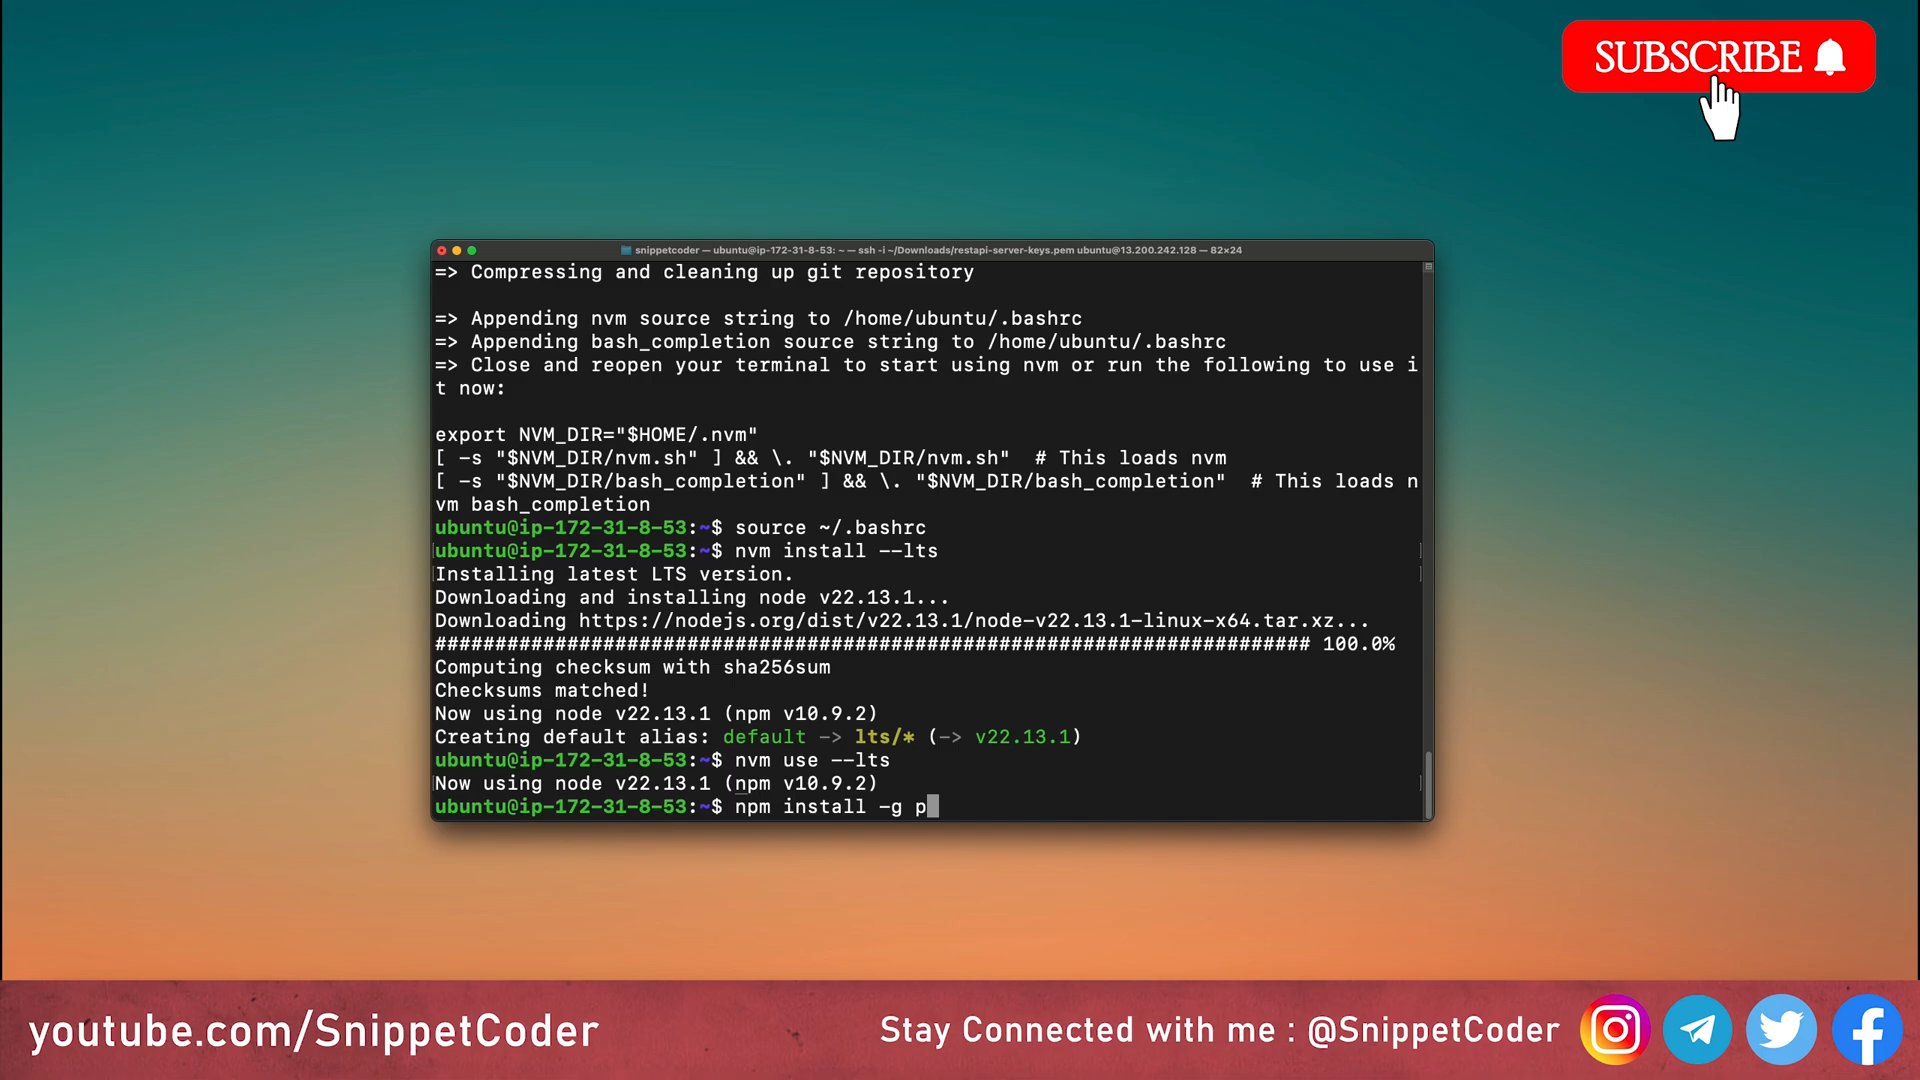 SUBSCRIBE
snippetcoder — ubuntu@ip-172-31-8-53: ~ — ssh -i ~/Downloads/restapi-server-keys.pem ubuntu@13.200.242.128 — 82×24
=> Compressing and cleaning up git repository
=> Appending nvm source string to /home/ubuntu/.bashrc
=> Appending bash_completion source string to /home/ubuntu/.bashrc
=> Close and reopen your terminal to start using nvm or run the following to use i
t now:
export NVM_DIR="$HOME/.nvm"
[ -s "$NVM_DIR/nvm.sh" ] && \. "$NVM_DIR/nvm.sh"  # This loads nvm
[ -s "$NVM_DIR/bash_completion" ] && \. "$NVM_DIR/bash_completion"  # This loads n
vm bash_completion
ubuntu@ip-172-31-8-53:~$ source ~/.bashrc
ubuntu@ip-172-31-8-53:~$ nvm install --lts
Installing latest LTS version.
Downloading and installing node v22.13.1...
Downloading https://nodejs.org/dist/v22.13.1/node-v22.13.1-linux-x64.tar.xz...
######################################################################### 100.0%
Computing checksum with sha256sum
Checksums matched!
Now using node v22.13.1 (npm v10.9.2)
Creating default alias: default -> lts/* (-> v22.13.1)
ubuntu@ip-172-31-8-53:~$ nvm use --lts
Now using node v22.13.1 (npm v10.9.2)
ubuntu@ip-172-31-8-53:~$ npm install -g p
youtube.com/SnippetCoder
Stay Connected with me : @SnippetCoder